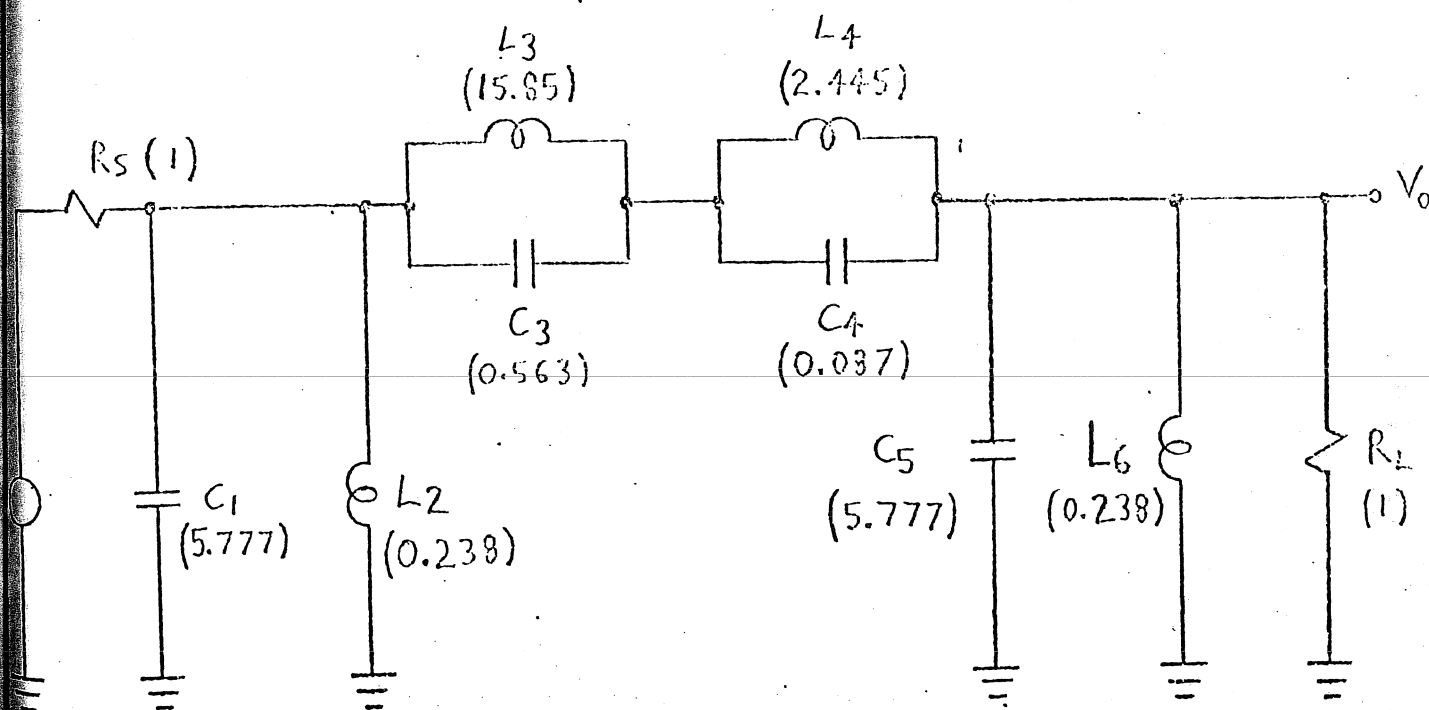 L3
(15.85)
L4
(2.445)
Rs (1)
Vo
C3
(0.563)
C4
(0.037)
C1
(5.777)
L2
(0.238)
C5
(5.777)
L6
(0.238)
RL
(1)